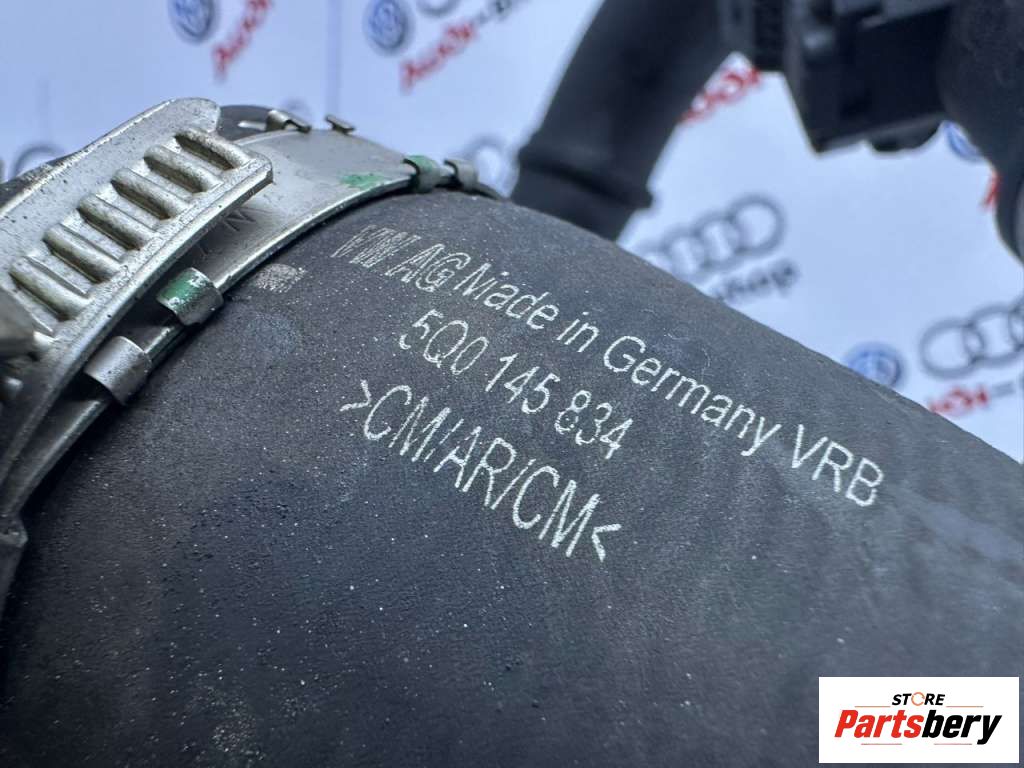 VW AG Made in Germany VRB
5Q0 145 834
>CM/AR/CM<
STORE
Partsbery